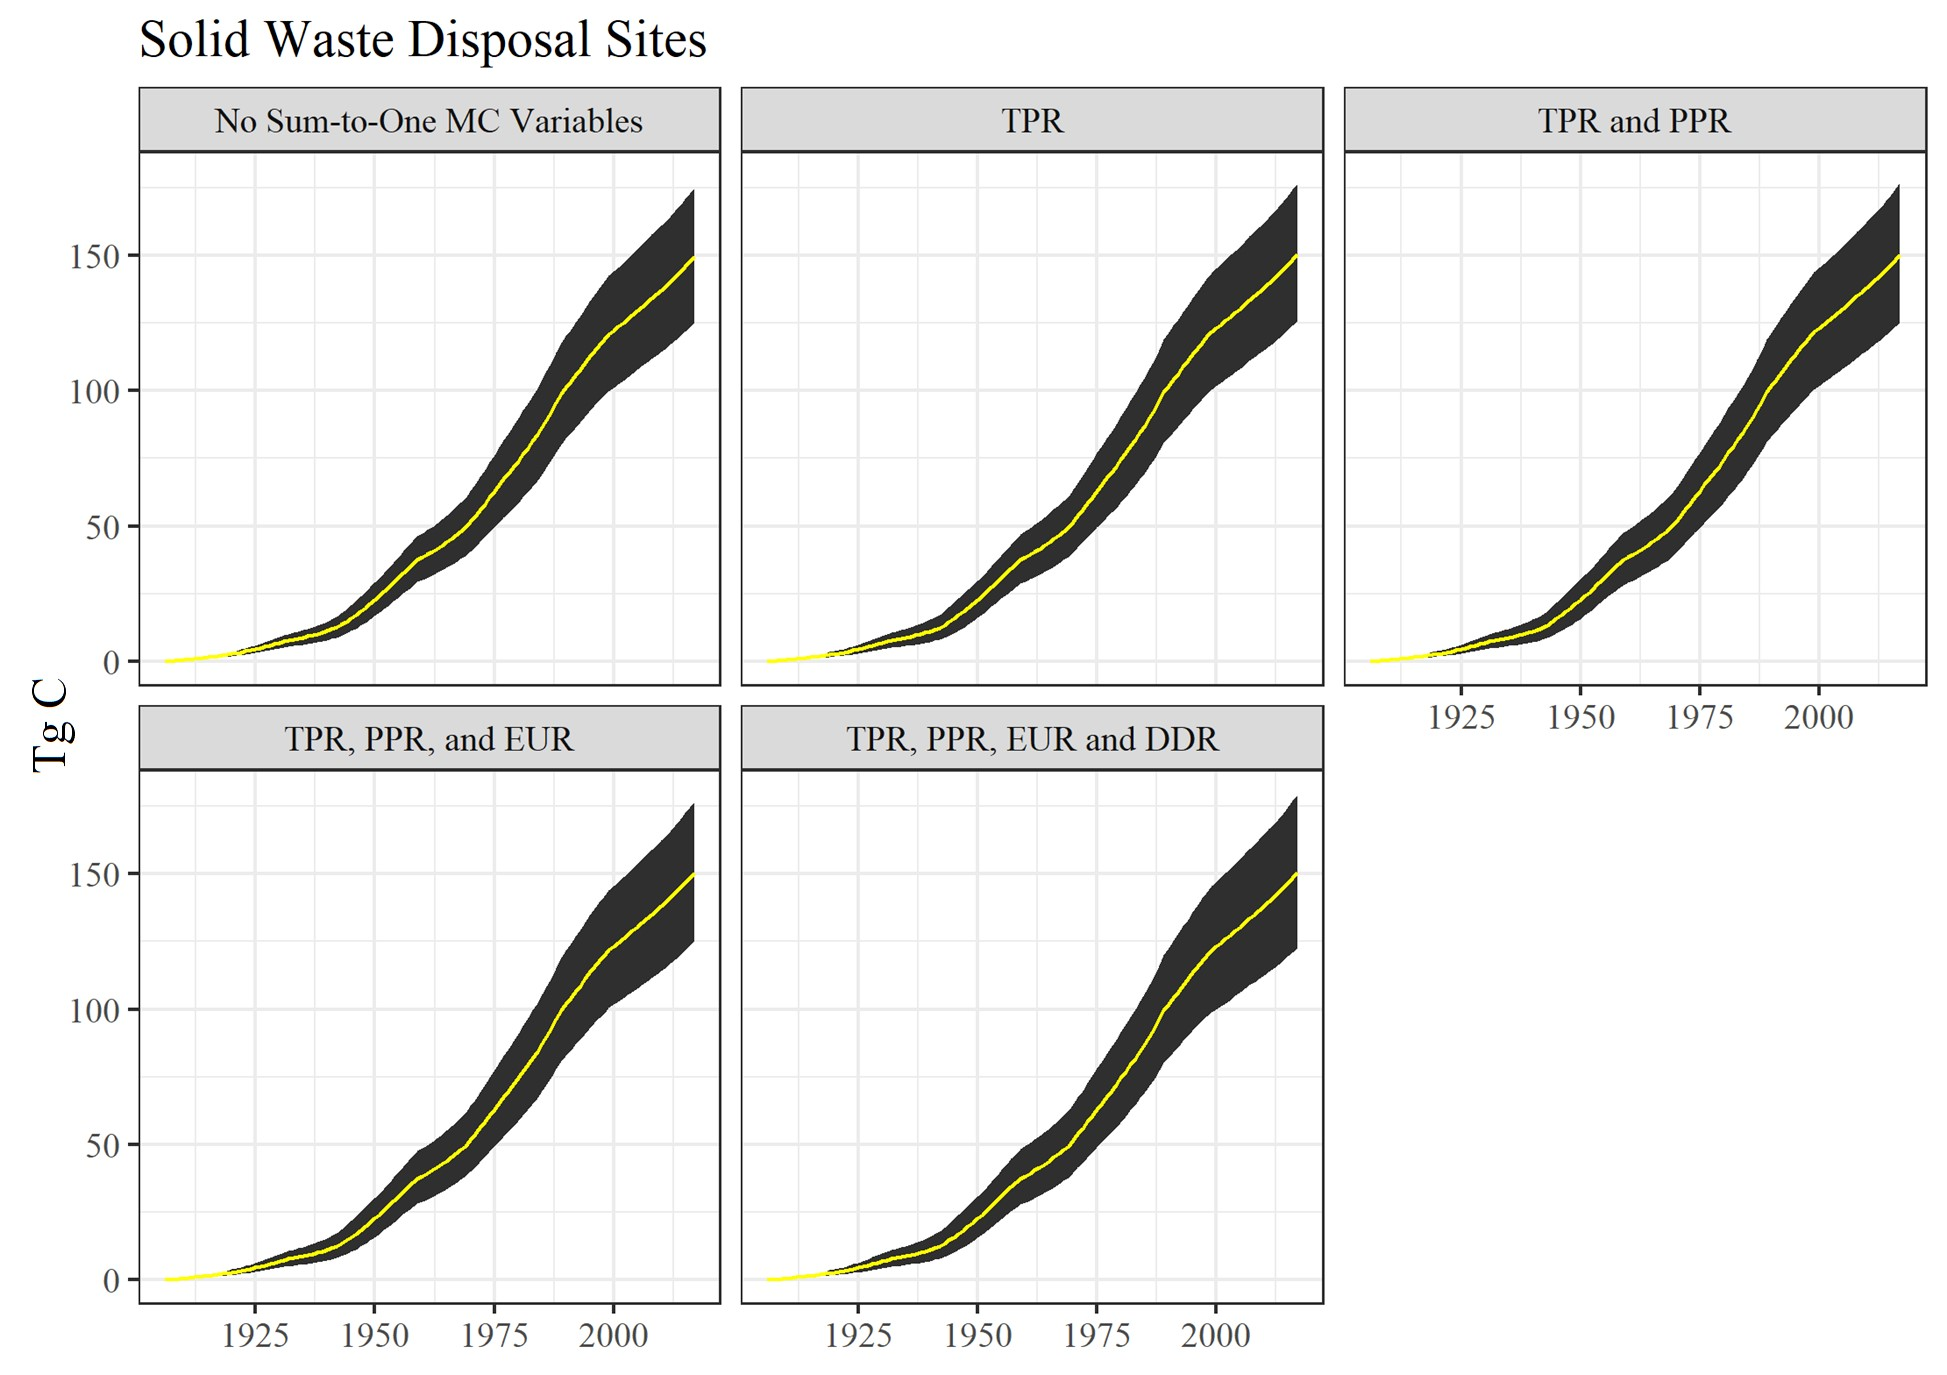 Solid Waste Disposal Sites
No Sum-to-One MC Variables
TPR
TPR and PPR
150
100
50
0
1925 1950 1975 2000
Tg C
TPR, PPR, and EUR
TPR, PPR, EUR and DDR
150
100
50
0
1925 1950 1975 2000
1925 1950 1975 2000